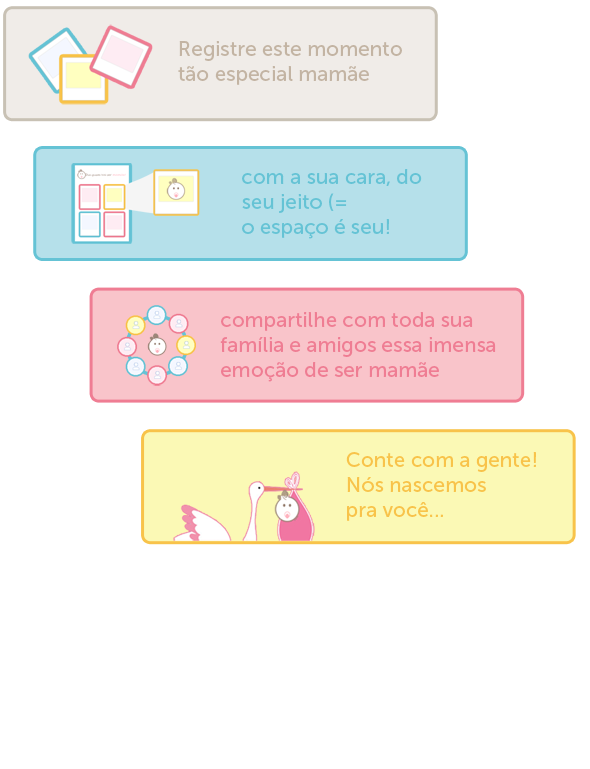 Registre este momento
tão especial mamãe
com a sua cara, do
seu jeito (=
o espaço é seu!
compartilhe com toda sua
família e amigos essa imensa
emoção de ser mamãe
Conte com a gente!
Nós nascemos
pra você...